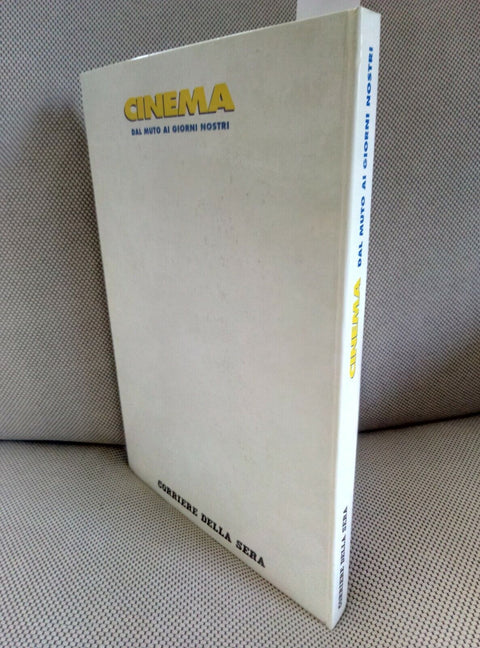 CINEMA
DAL MUTO AI GIORNI NOSTRI
CORRIERE DELLA SERA
CINEMA DAL MUTO AI GIORNI NOSTRI
CORRIERE DELLA SERA